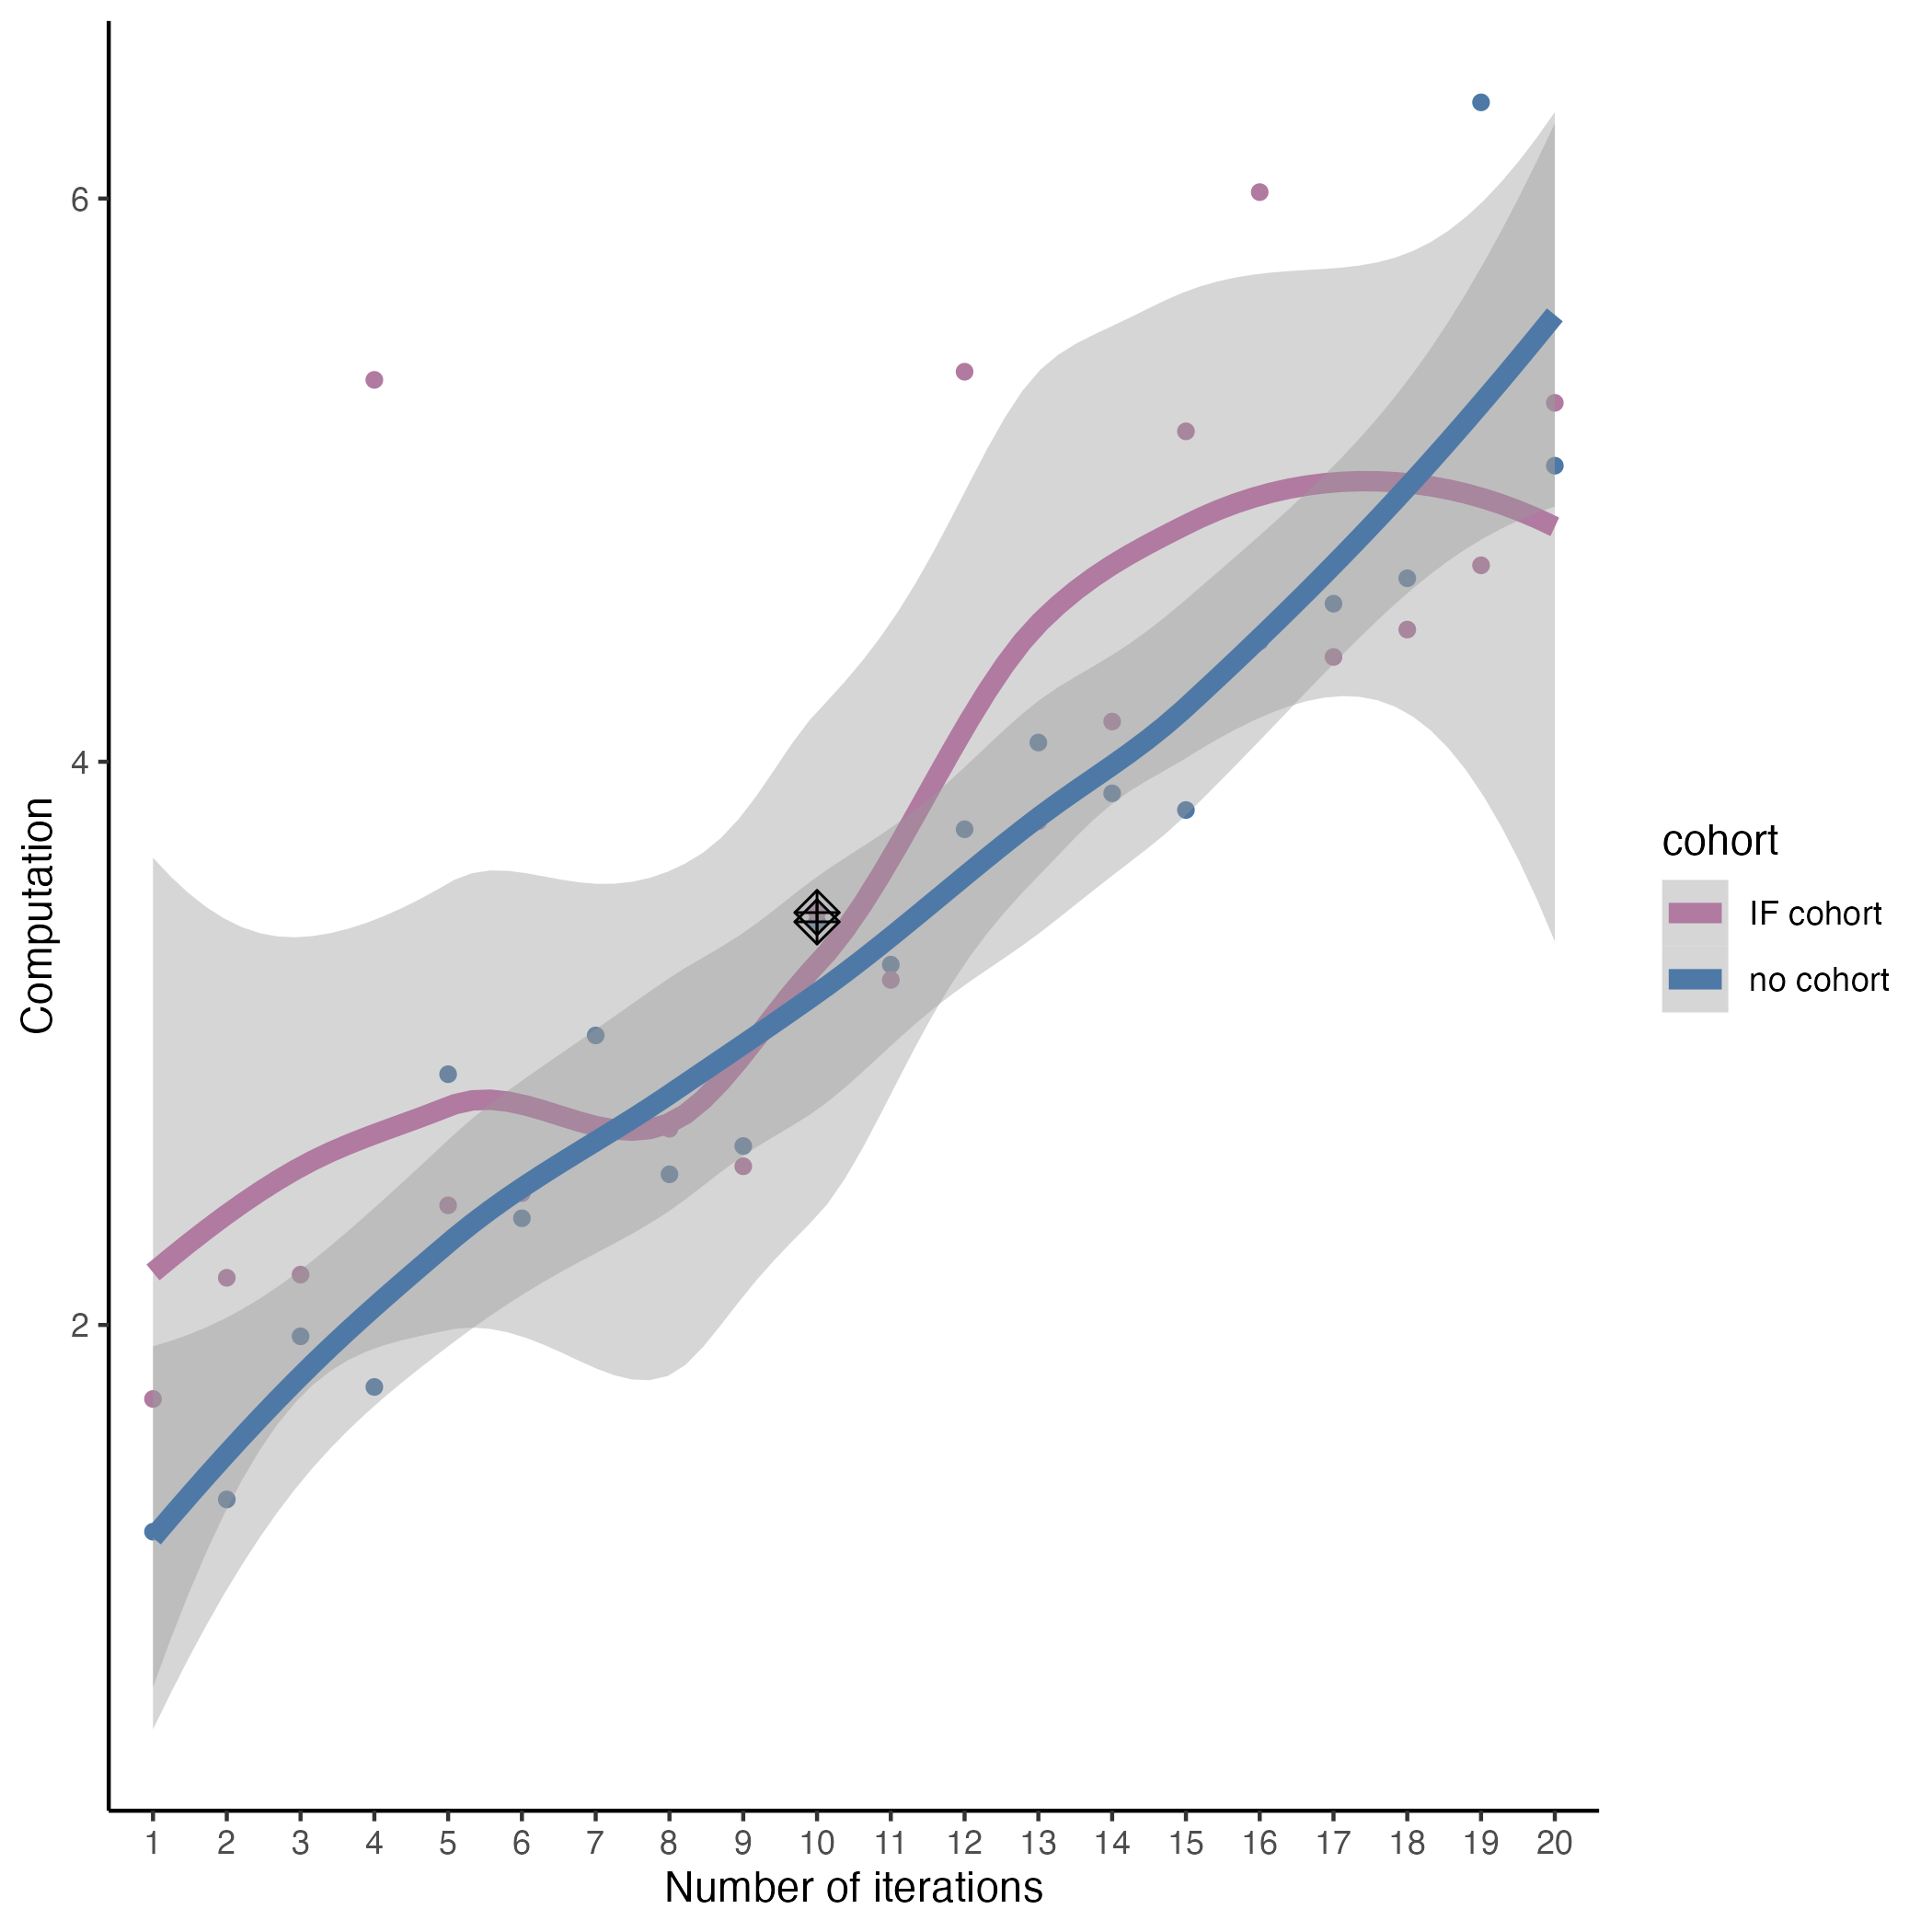 Computation
6
4
2
1 2 3 4 5 6 7 8 9 10 11 12 13 14 15 16 17 18 19 20
Number of iterations
cohort
IF cohort
no cohort